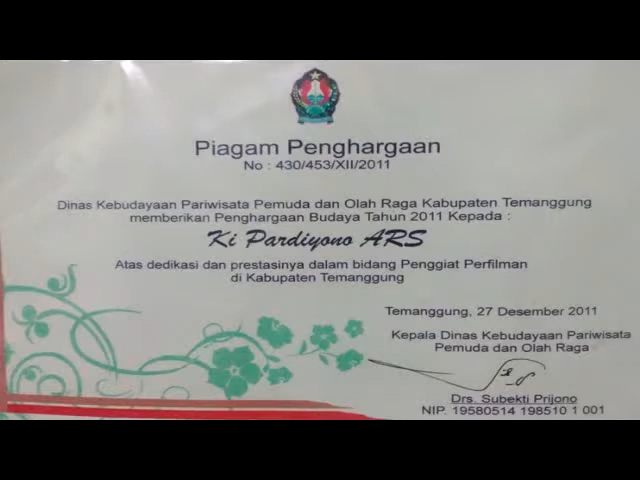 Piagam Penghargaan
No : 430/453/XII/2011
Dinas Kebudayaan Pariwisata Pemuda dan Olah Raga Kabupaten Temanggung
memberikan Penghargaan Budaya Tahun 2011 Kepada :
Ki Pardiyono ARS
Atas dedikasi dan prestasinya dalam bidang Penggiat Perfilman
di Kabupaten Temanggung
Temanggung, 27 Desember 2011
Kepala Dinas Kebudayaan Pariwisata
Pemuda dan Olah Raga
Drs. Subekti Prijono
NIP. 19580514 198510 1 001